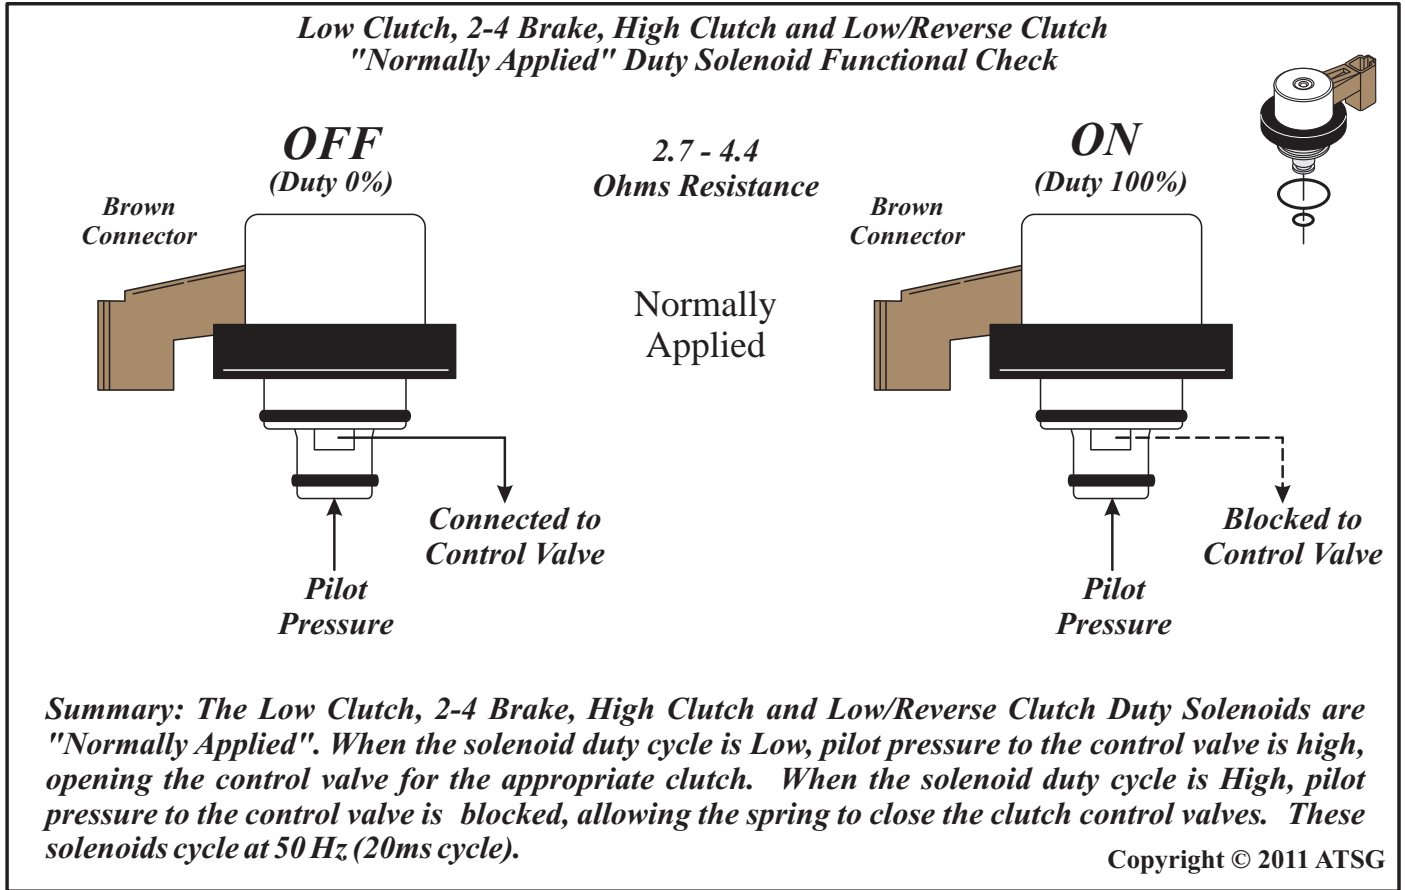 Low Clutch, 2-4 Brake, High Clutch and Low/Reverse Clutch
"Normally Applied" Duty Solenoid Functional Check
OFF
(Duty 0%)
2.7 - 4.4
Ohms Resistance
ON
(Duty 100%)
Brown
Connector
Brown
Connector
Normally
Applied
Connected to
Control Valve
Blocked to
Control Valve
Pilot
Pressure
Pilot
Pressure
Summary: The Low Clutch, 2-4 Brake, High Clutch and Low/Reverse Clutch Duty Solenoids are
"Normally Applied". When the solenoid duty cycle is Low, pilot pressure to the control valve is high,
opening the control valve for the appropriate clutch. When the solenoid duty cycle is High, pilot
pressure to the control valve is blocked, allowing the spring to close the clutch control valves. These
solenoids cycle at 50 Hz (20ms cycle).
Copyright © 2011 ATSG